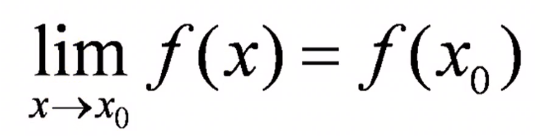 lim f(x) = f(x₀)
x→x₀